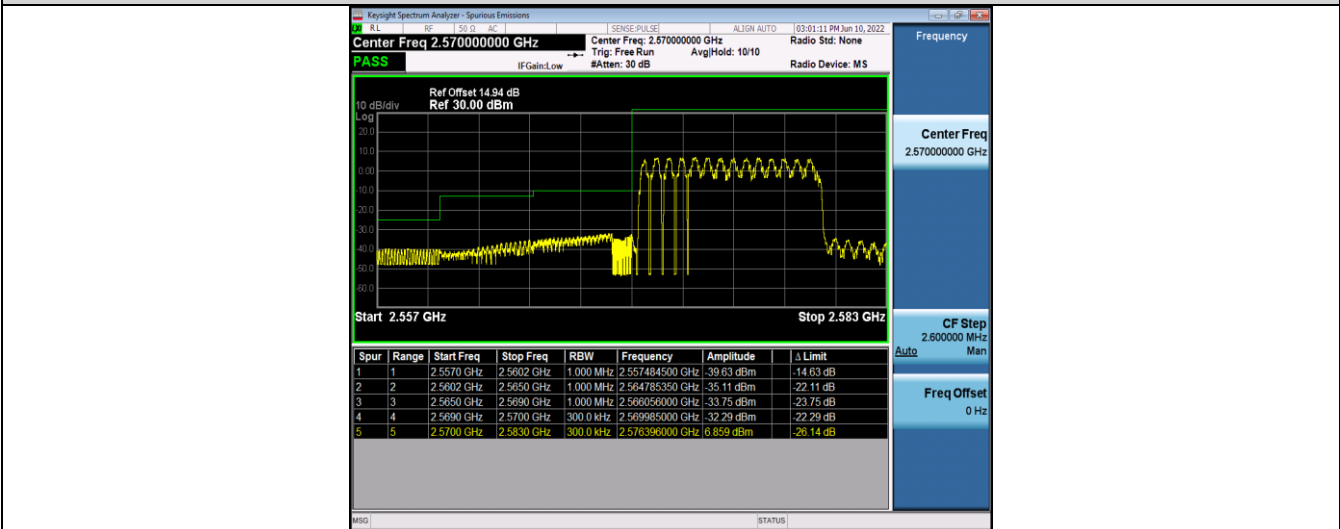 Keysight Spectrum Analyzer - Spurious Emissions
RL RF 50 Ω AC SENSE:PULSE ALIGN AUTO 03:01:11 PM Jun 10, 2022
Center Freq 2.570000000 GHz
Center Freq: 2.570000000 GHz
Radio Std: None
Trig: Free Run Avg|Hold: 10/10
PASS
IFGain:Low
#Atten: 30 dB
Radio Device: MS
Ref Offset 14.94 dB
10 dB/div Ref 30.00 dBm
Log
20.0
10.0
0.00
-10.0
-20.0
-30.0
-40.0
-50.0
-60.0
Start 2.557 GHz Stop 2.583 GHz
Spur Range Start Freq Stop Freq RBW Frequency Amplitude Δ Limit
1 1 2.5570 GHz 2.5602 GHz 1.000 MHz 2.557484500 GHz -39.63 dBm -14.63 dB
2 2 2.5602 GHz 2.5650 GHz 1.000 MHz 2.564785350 GHz -35.11 dBm -22.11 dB
3 3 2.5650 GHz 2.5690 GHz 1.000 MHz 2.566056000 GHz -33.75 dBm -23.75 dB
4 4 2.5690 GHz 2.5700 GHz 300.0 kHz 2.569985000 GHz -32.29 dBm -22.29 dB
5 5 2.5700 GHz 2.5830 GHz 300.0 kHz 2.576396000 GHz 6.859 dBm -26.14 dB
MSG STATUS
Frequency
Center Freq
2.570000000 GHz
CF Step
2.600000 MHz
Auto Man
Freq Offset
0 Hz